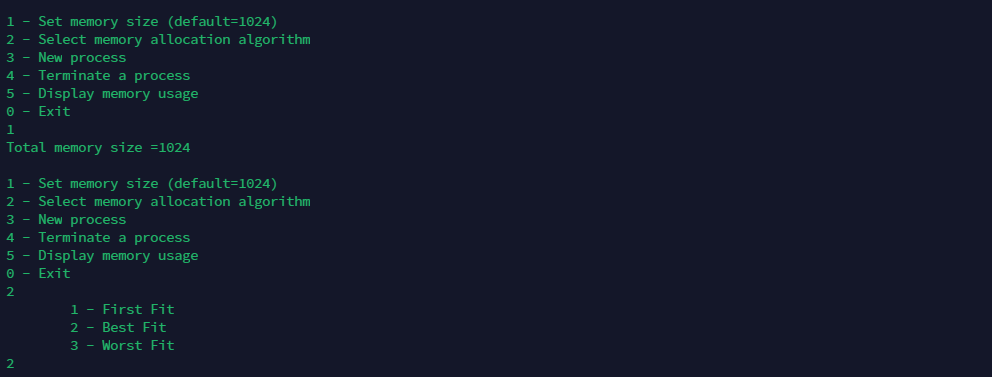 1 - Set memory size (default=1024)
2 - Select memory allocation algorithm
3 - New process
4 - Terminate a process
5 - Display memory usage
0 - Exit
1
Total memory size =1024
1 - Set memory size (default=1024)
2 - Select memory allocation algorithm
3 - New process
4 - Terminate a process
5 - Display memory usage
0 - Exit
2
1 - First Fit
2 - Best Fit
3 - Worst Fit
2